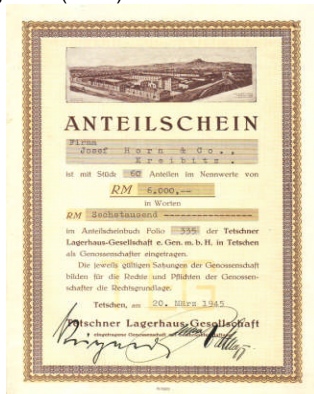 ANTEILSCHEIN
Firma
Josef Horn & Co.,
Kreibitz.
ist mit Stück 60 Anteilen im Nennwerte von
RM 6.000,--
in Worten
RM Sechstausend ----------------
im Anteilscheinbuch Folio -335- der Tetschner
Lagerhaus-Gesellschaft e. Gen. m. b. H. in Tetschen
als Genossenschafter eingetragen.
Die jeweils gültigen Satzungen der Genossenschaft
bilden für die Rechte und Pflichten der Genossen-
schafter die Rechtsgrundlage.
Tetschen, am 20. März 1945
Tetschner Lagerhaus-Gesellschaft
eingetragene Genossenschaft